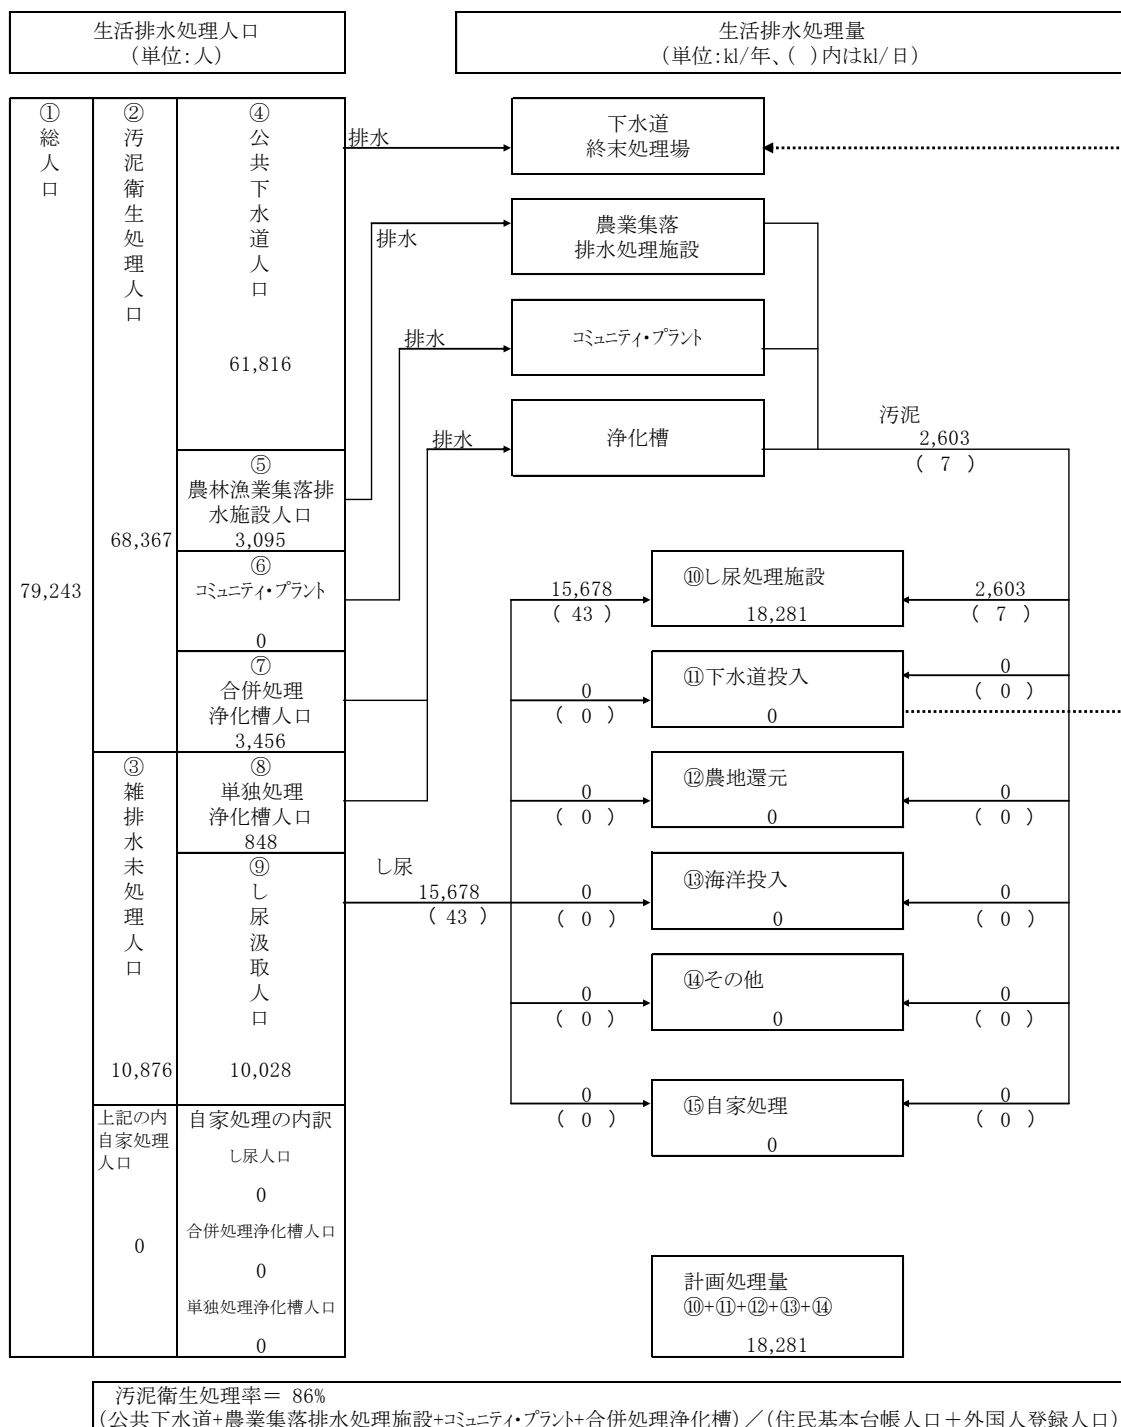 生活排水処理人口
（単位:人）
生活排水処理量
（単位:kl/年、( )内はkl/日）
①
総
人
口
79,243
②
汚
泥
衛
生
処
理
人
口
68,367
④
公
共
下
水
道
人
口
61,816
⑤
農林漁業集落排
水施設人口
3,095
⑥
コミュニティ・プラント
0
⑦
合併処理
浄化槽人口
3,456
③
雑
排
水
未
処
理
人
口
10,876
⑧
単独処理
浄化槽人口
848
⑨
し
尿
汲
取
人
口
10,028
上記の内
自家処理
人口
0
自家処理の内訳
し尿人口
0
合併処理浄化槽人口
0
単独処理浄化槽人口
0
排水
下水道
終末処理場
排水
農業集落
排水処理施設
排水
コミュニティ・プラント
排水
浄化槽
汚泥
2,603
( 7 )
し尿
15,678
( 43 )
15,678
( 43 )
⑩し尿処理施設
18,281
2,603
( 7 )
0
( 0 )
⑪下水道投入
0
0
( 0 )
0
( 0 )
⑫農地還元
0
0
( 0 )
0
( 0 )
⑬海洋投入
0
0
( 0 )
0
( 0 )
⑭その他
0
0
( 0 )
0
( 0 )
⑮自家処理
0
0
( 0 )
計画処理量
⑩+⑪+⑫+⑬+⑭
18,281
汚泥衛生処理率＝ 86%
(公共下水道+農業集落排水処理施設+コミュニティ・プラント+合併処理浄化槽)／(住民基本台帳人口＋外国人登録人口)